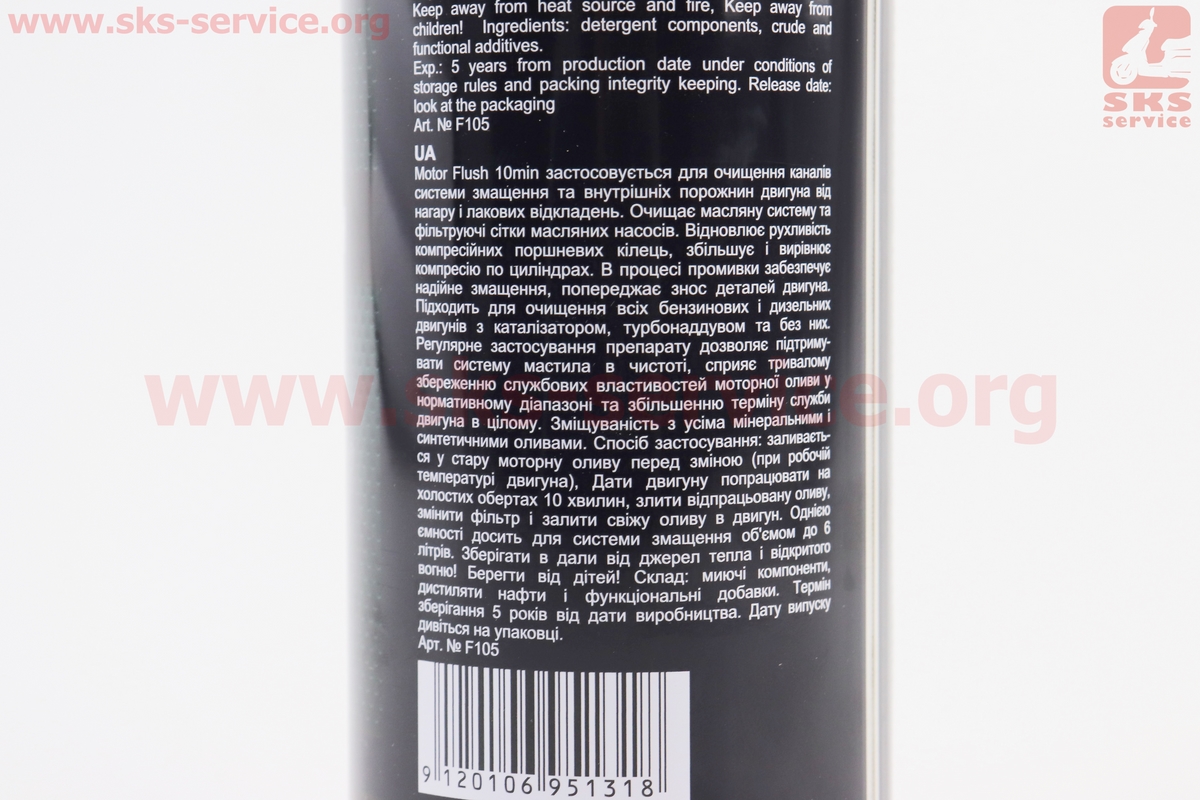 www.sks-service.org
SKS
service
Keep away from heat source and fire, Keep away from
children! Ingredients: detergent components, crude and
functional additives.
Exp.: 5 years from production date under conditions of
storage rules and packing integrity keeping. Release date:
look at the packaging
Art. № F105
UA
Motor Flush 10min застосовується для очищення каналів
системи змащення та внутрішніх порожнин двигуна від
нагару і лакових відкладень. Очищає масляну систему та
фільтруючі сітки масляних насосів. Відновлює рухливість
компресійних поршневих кілець, збільшує і вирівнює
компресію по циліндрах. В процесі промивки забезпечує
надійне змащення, попереджає знос деталей двигуна.
Підходить для очищення всіх бензинових і дизельних
двигунів з каталізатором, турбонаддувом та без них.
Регулярне застосування препарату дозволяє підтриму-
вати систему мастила в чистоті, сприяє тривалому
збереженню службових властивостей моторної оливи у
нормативному діапазоні та збільшенню терміну служби
двигуна в цілому. Зміщуваність з усіма мінеральними і
синтетичними оливами. Спосіб застосування: заливаєть-
ся у стару моторну оливу перед зміною (при робочій
температурі двигуна), Дати двигуну попрацювати на
холостих обертах 10 хвилин, злити відпрацьовану оливу,
змінити фільтр і залити свіжу оливу в двигун. Однією
ємності досить для системи змащення об'ємом до 6
літрів. Зберігати в дали від джерел тепла і відкритого
вогню! Берегти від дітей! Склад: миючі компоненти,
дистиляти нафти і функціональні добавки. Термін
зберігання 5 років від дати виробництва. Дату випуску
дивіться на упаковці.
Арт. № F105
9 120106 951318
www.sks-service.org